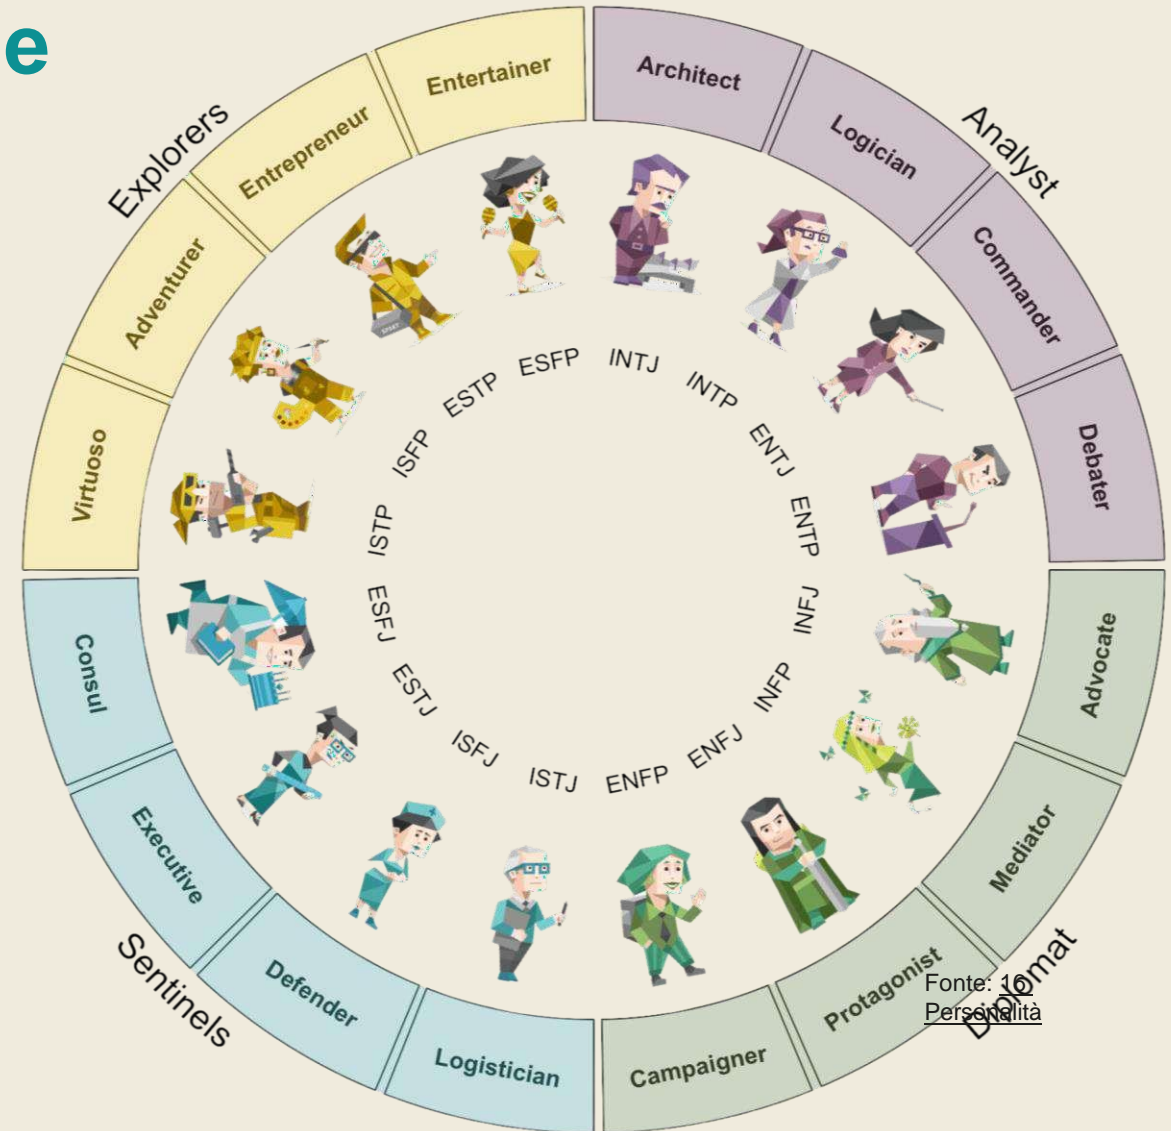 e
Explorers
Analyst
Sentinels
Diplomat
Architect
Logician
Commander
Debater
Advocate
Mediator
Protagonist
Campaigner
Logistician
Defender
Executive
Consul
Virtuoso
Adventurer
Entrepreneur
Entertainer
INTJ
INTP
ENTJ
ENTP
INFJ
INFP
ENFJ
ENFP
ISTJ
ISFJ
ESTJ
ESFJ
ISTP
ISFP
ESTP
ESFP
Fonte: 16
Personalità